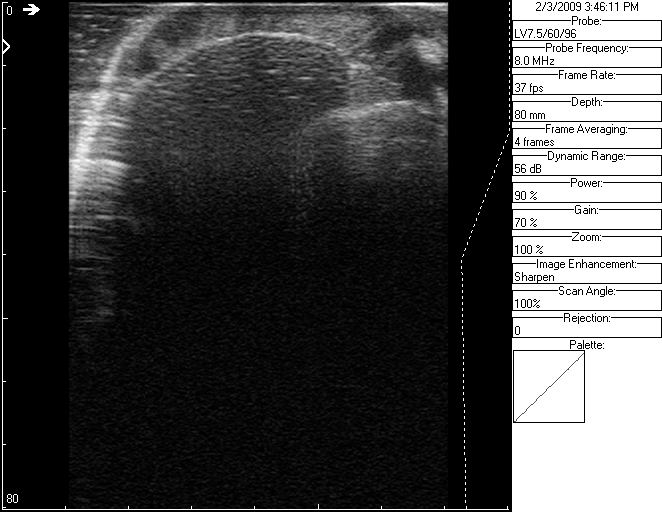 0
80
2/3/2009 3:46:11 PM
Probe:
LV7.5/60/96
Probe Frequency:
8.0 MHz
Frame Rate:
37 fps
Depth:
80 mm
Frame Averaging:
4 frames
Dynamic Range:
56 dB
Power:
90 %
Gain:
70 %
Zoom:
100 %
Image Enhancement:
Sharpen
Scan Angle:
100%
Rejection:
0
Palette: